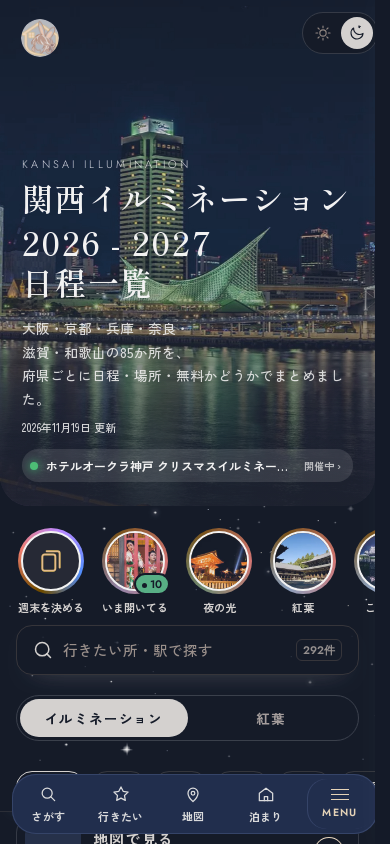 KANSAI ILLUMINATION
関西イルミネーション
2026 - 2027
日程一覧
大阪・京都・兵庫・奈良・
滋賀・和歌山の85か所を、
府県ごとに日程・場所・無料かどうかでまとめまし
た。
2026年11月19日 更新
ホテルオークラ神戸 クリスマスイルミネー… 開催中 ›
10
週末を決める いま開いてる 夜の光 紅葉
行きたい所・駅で探す 292件
イルミネーション 紅葉
さがす 行きたい 地図 泊まり MENU
地図で見る